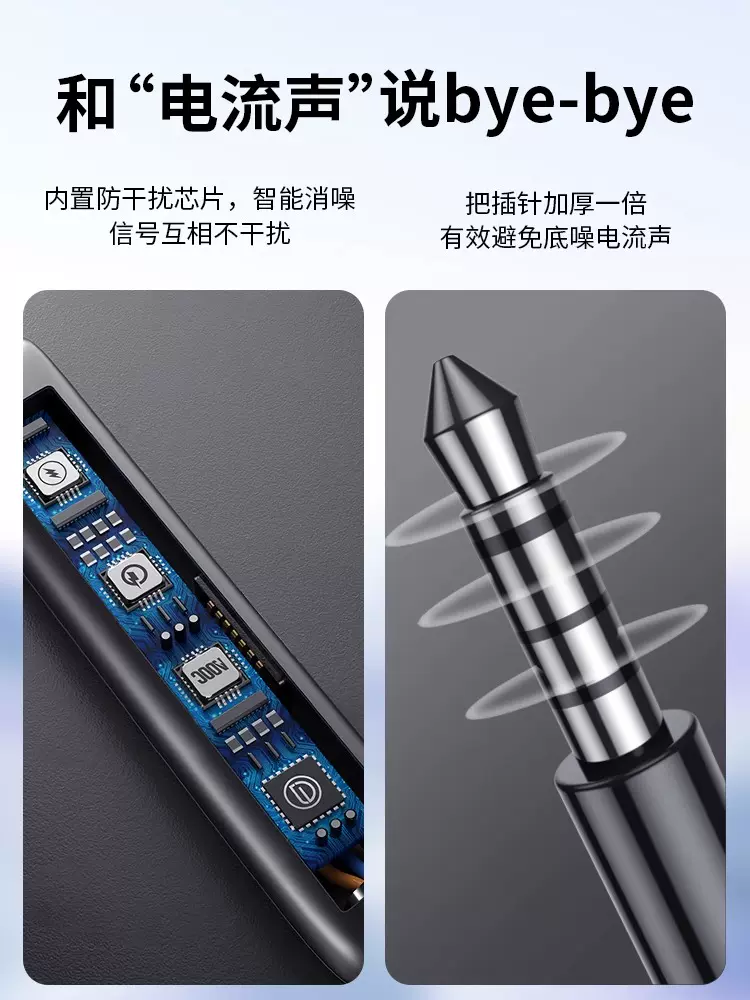 和“电流声”说bye-bye
内置防干扰芯片，智能消噪
信号互相不干扰
把插针加厚一倍
有效避免底噪电流声
AOOC